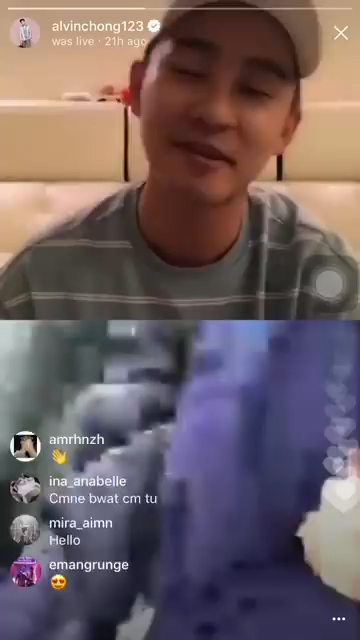 alvinchong123
was live · 21h ago
amrhnzh
👋
ina_anabelle
Cmne bwat cm tu
mira_aimn
Hello
emangrunge
😍